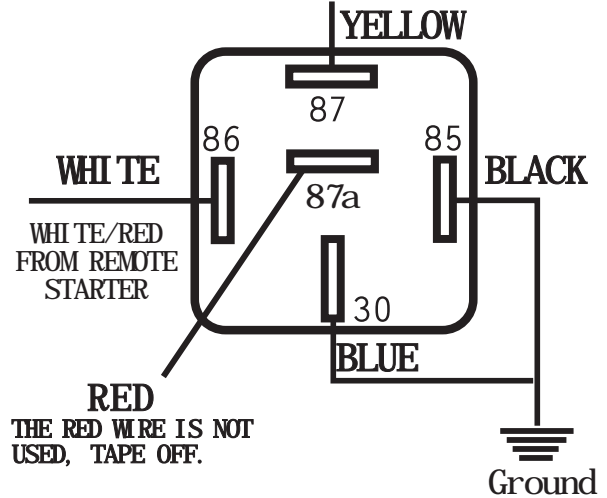 YELLOW
87
86
85
WHITE
BLACK
87a
WHITE/RED
FROM REMOTE
STARTER
30
BLUE
RED
THE RED WIRE IS NOT
USED, TAPE OFF.
Ground